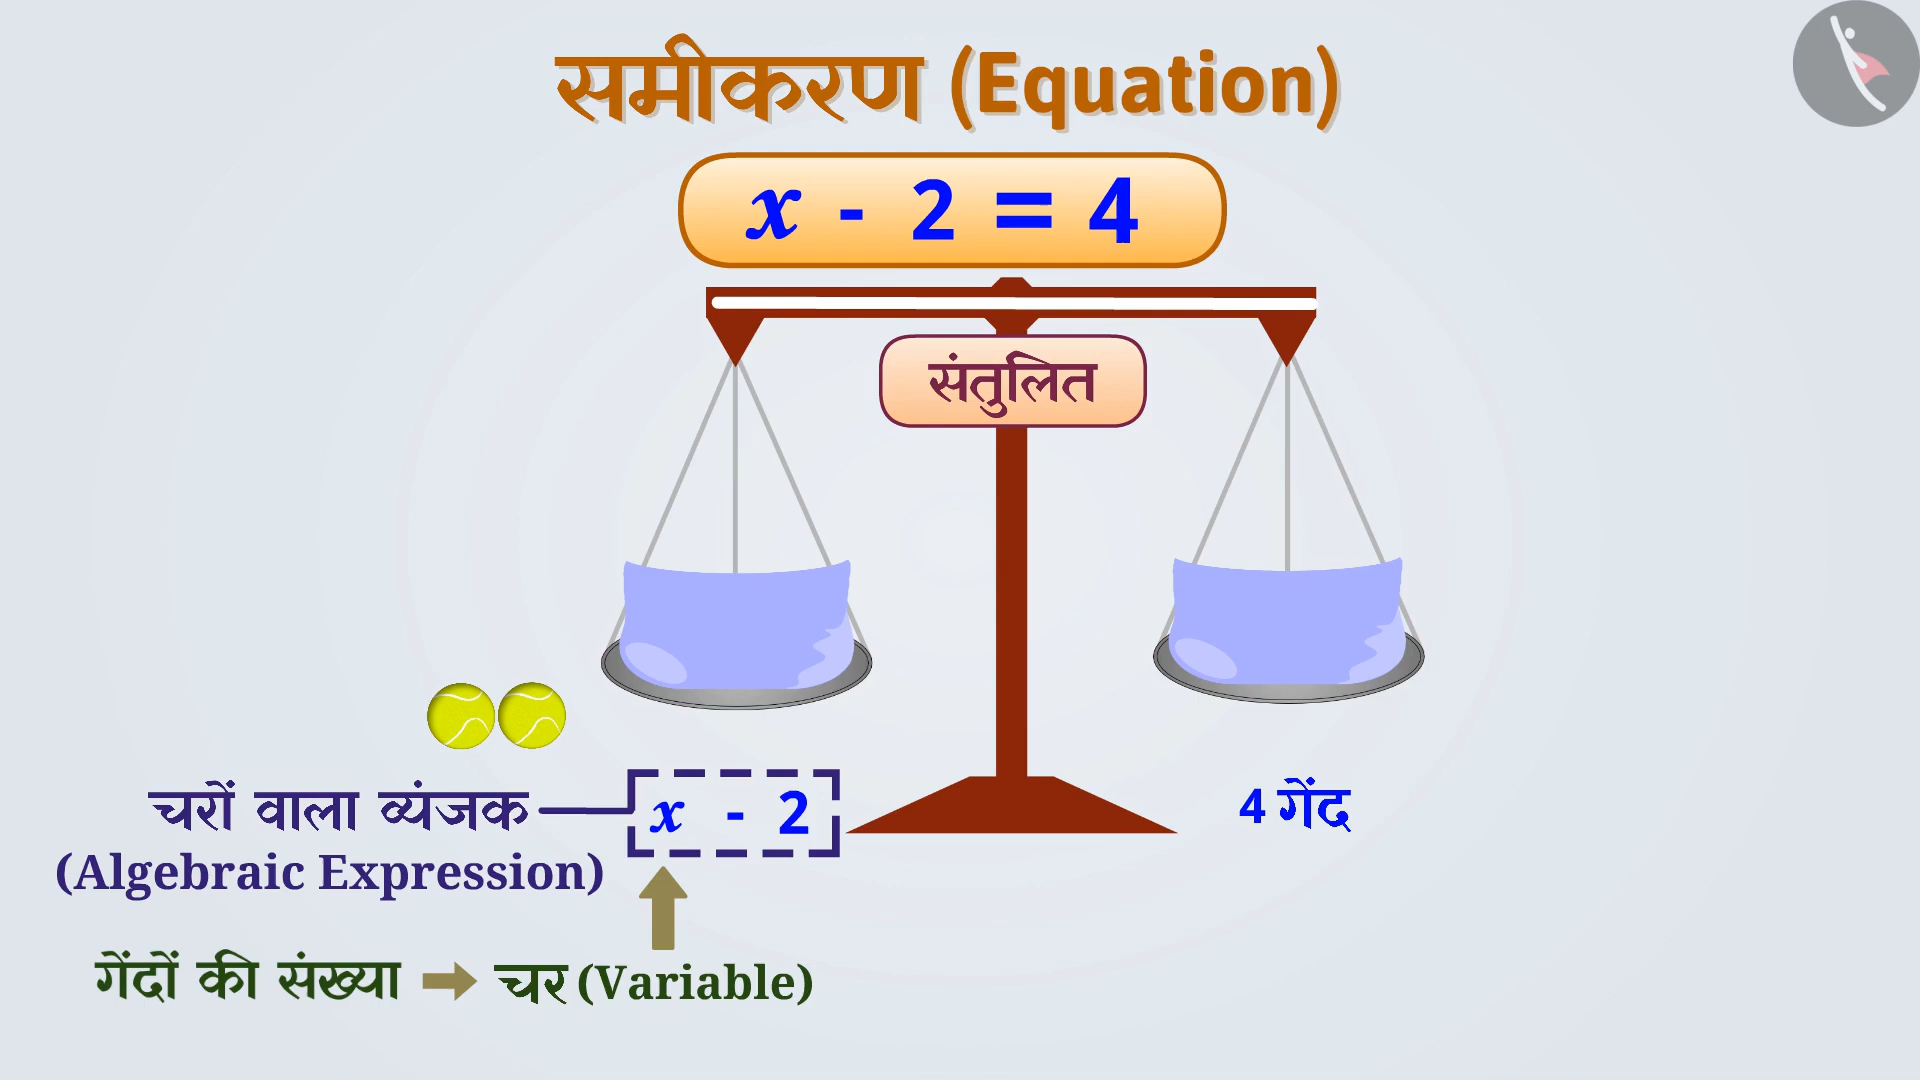 समीकरण (Equation)
x - 2 = 4
संतुलित
चरों वाला व्यंजक
(Algebraic Expression)
x - 2
4 गेंद
गेंदों की संख्या
चर (Variable)